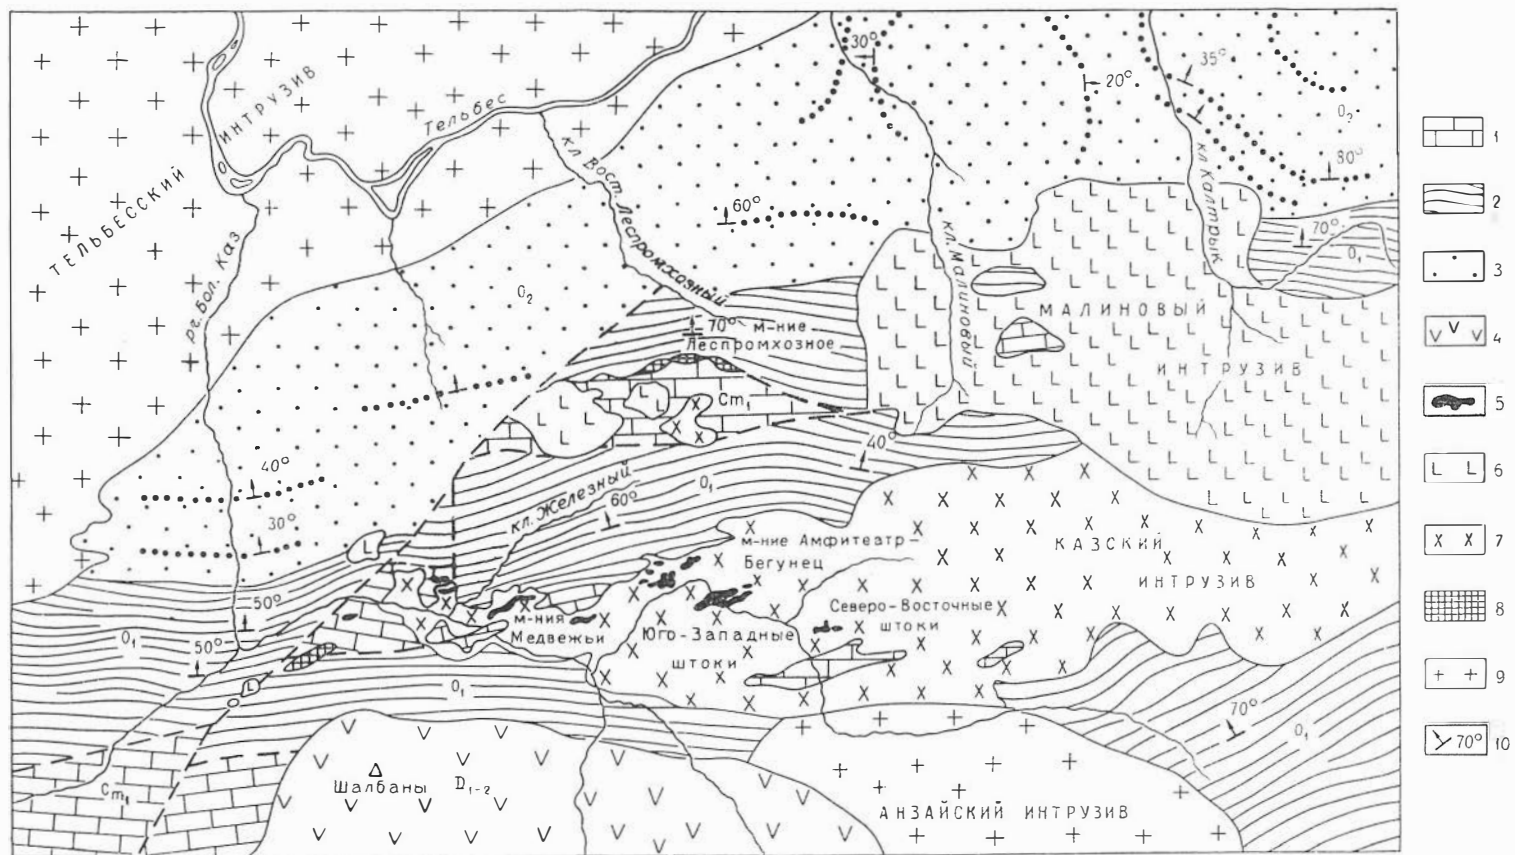 30°
35°
20°
ИНТРУЗИВ
Тельбес
O₂
1
кл. Вост. Леспромхозный
кл Калтрык
80°
ТЕЛЬБЕССКИЙ
2
60°
70°
O₁
кл. Малиновый
3
рг. Бол. Каз
O₂
МАЛИНОВЫЙ
70° м-ние
Леспромхозное
4
ИНТРУЗИВ
Cm₁
5
40°
40°
6
кл. Железный
O₁
60°
30°
м-ние Амфитеатр-
Бегунец
КАЗСКИЙ
7
ИНТРУЗИВ
50°
м-ния
Медвежьи
Северо-Восточные
штоки
8
O₁
50°
Юго-Западные
штоки
9
O₁
70°
O₁
70°
10
Шалбаны D₁₋₂
Cm₁
АНЗАЙСКИЙ ИНТРУЗИВ